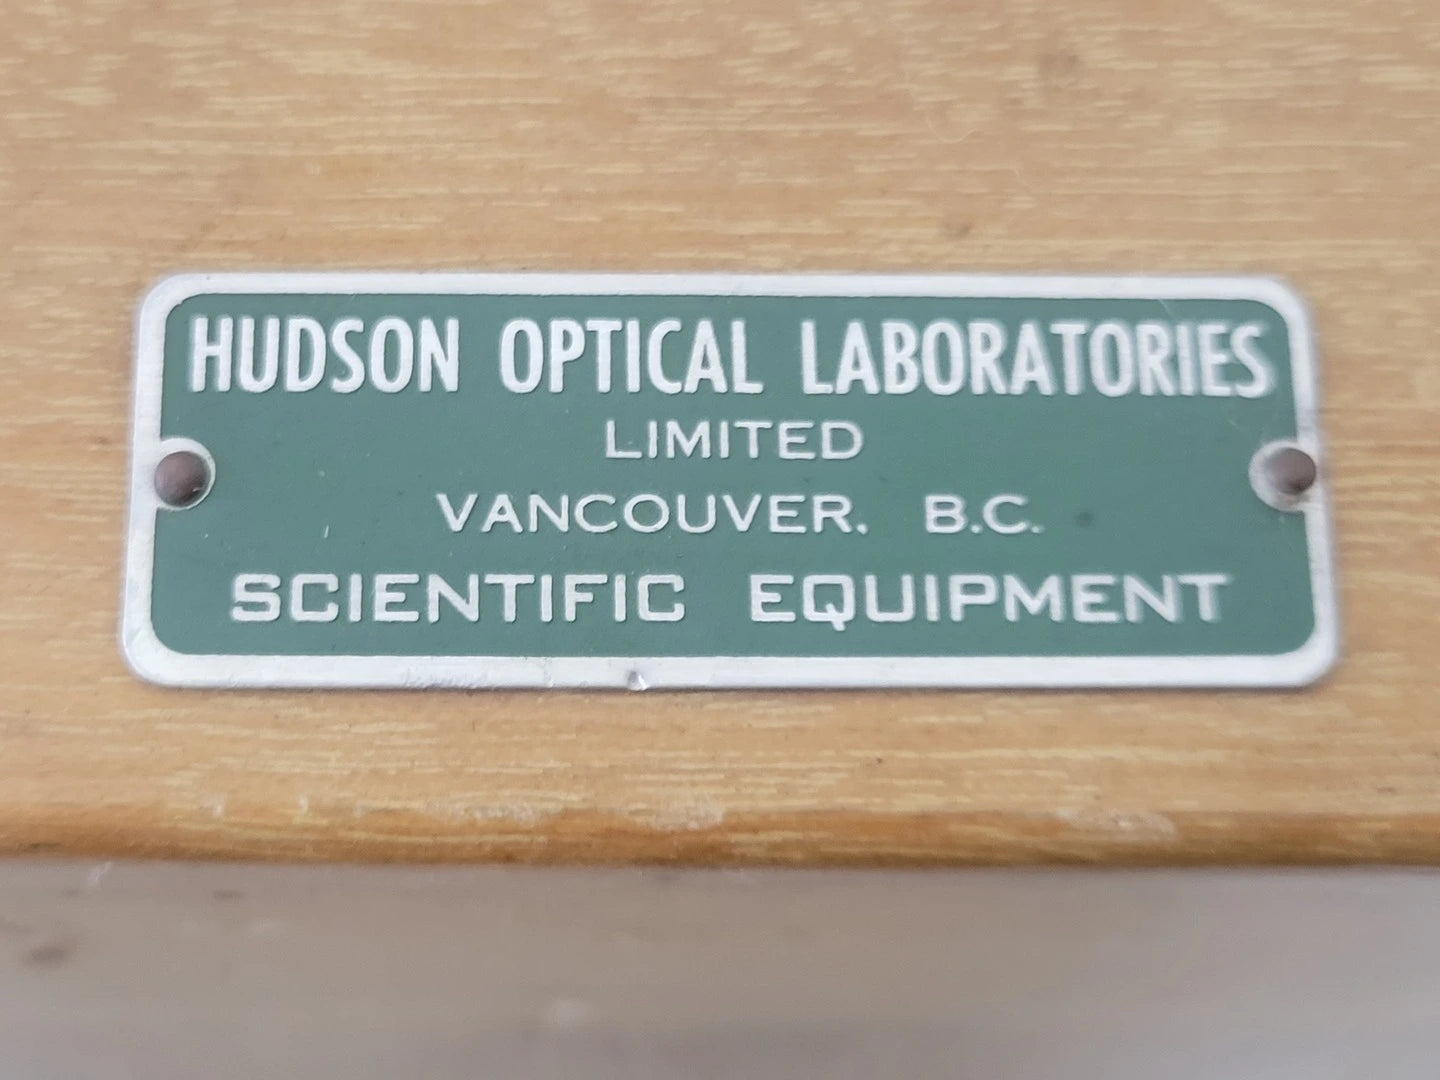 HUDSON OPTICAL LABORATORIES
LIMITED
VANCOUVER, B.C.
SCIENTIFIC EQUIPMENT